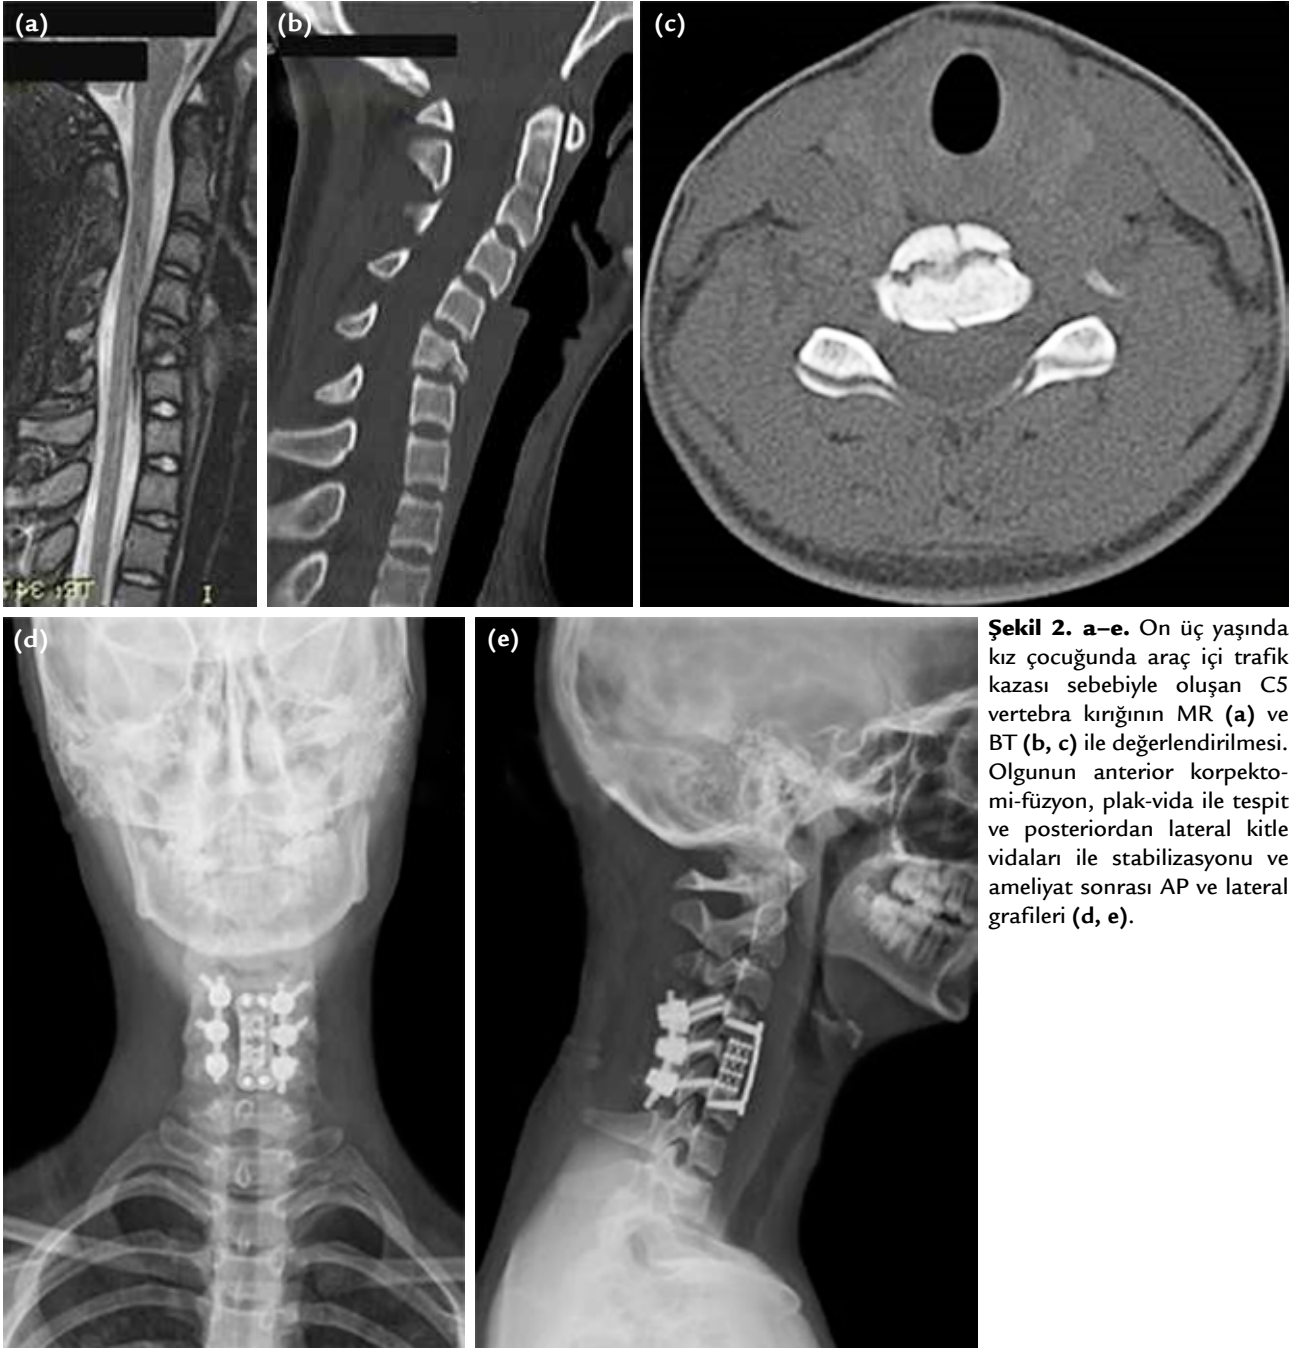 (a)
(b)
(c)
I
(d)
(e)
Şekil 2. a–e. On üç yaşında
kız çocuğunda araç içi trafik
kazası sebebiyle oluşan C5
vertebra kırığının MR (a) ve
BT (b, c) ile değerlendirilmesi.
Olgunun anterior korpekto-
mi-füzyon, plak-vida ile tespit
ve posteriordan lateral kitle
vidaları ile stabilizasyonu ve
ameliyat sonrası AP ve lateral
grafileri (d, e).